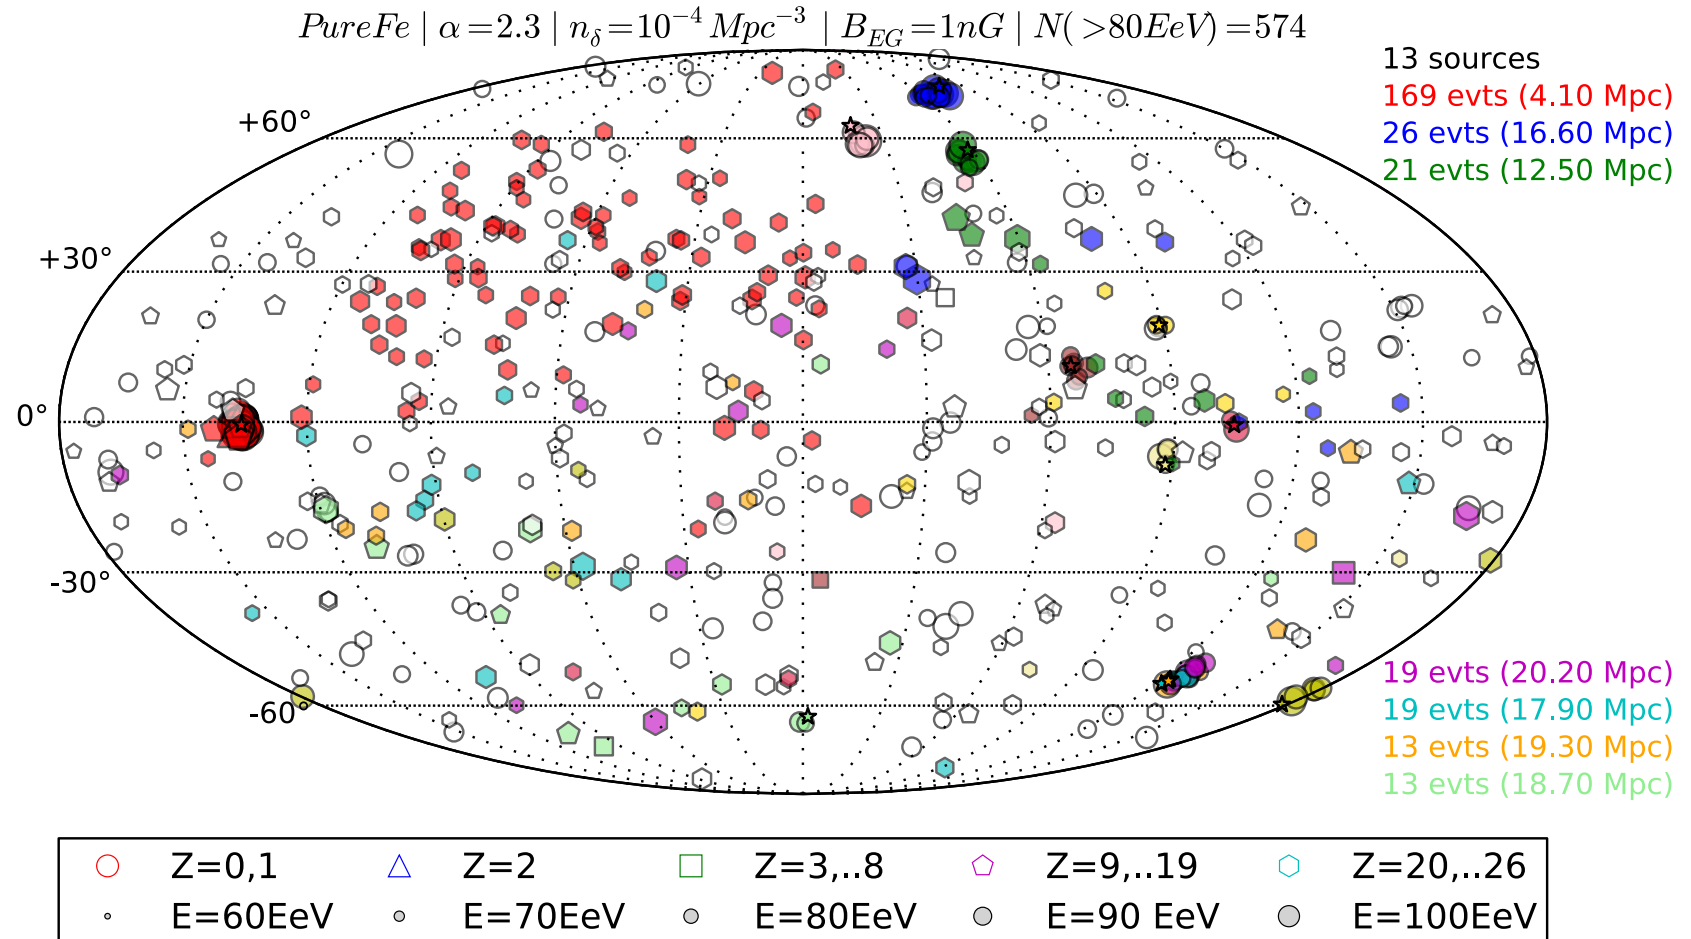 PureFe | α=2.3 | n_δ=10^−4 Mpc^−3 | B_EG=1nG | N(>80EeV)=574
13 sources
169 evts (4.10 Mpc)
26 evts (16.60 Mpc)
21 evts (12.50 Mpc)
+60°
+30°
0°
-30°
-60°
19 evts (20.20 Mpc)
19 evts (17.90 Mpc)
13 evts (19.30 Mpc)
13 evts (18.70 Mpc)
Z=0,1 Z=2 Z=3,..8 Z=9,..19 Z=20,..26
E=60EeV E=70EeV E=80EeV E=90 EeV E=100EeV